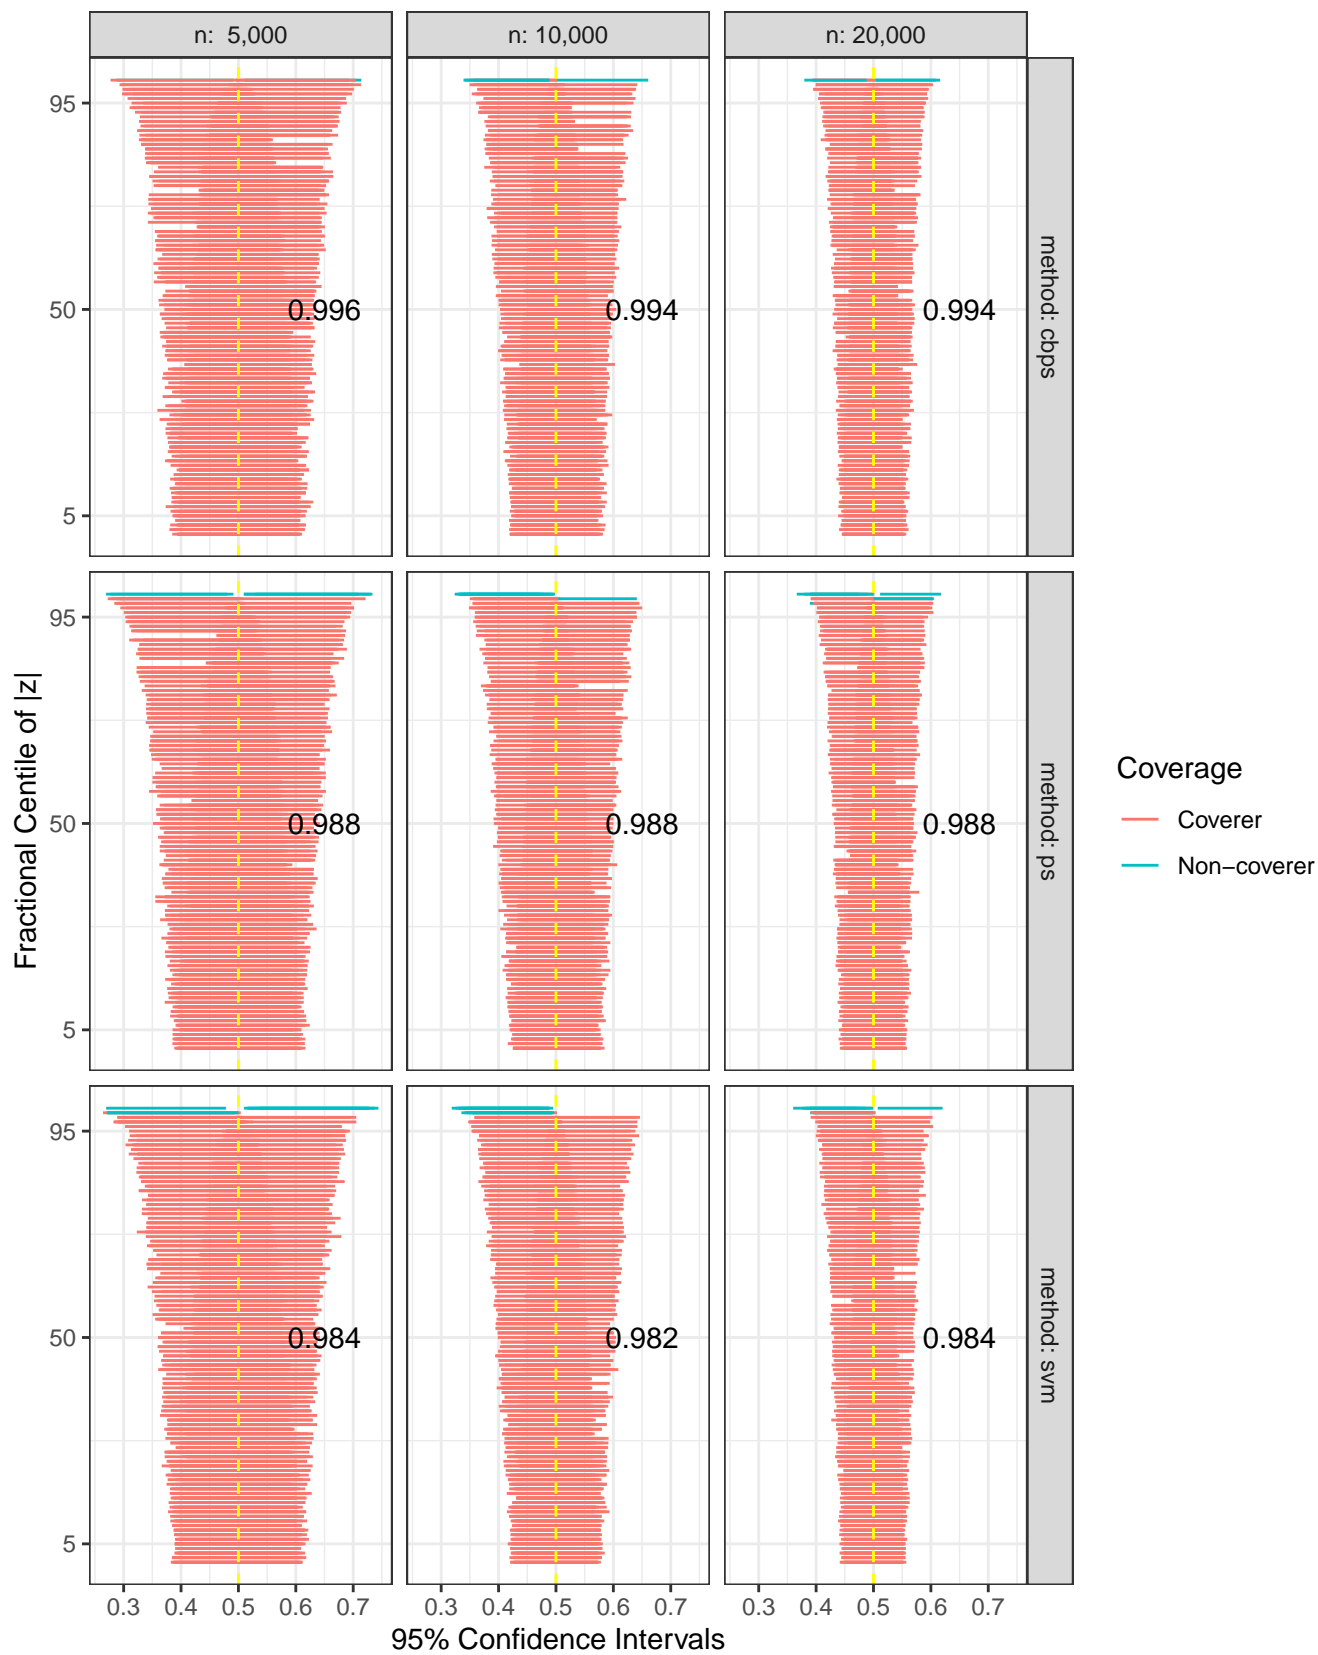 n: 5,000
n: 10,000
n: 20,000
95
50
5
0.996
0.994
0.994
method: cbps
95
50
5
0.988
0.988
0.988
method: ps
95
50
5
0.984
0.982
0.984
method: svm
Fractional Centile of |z|
0.3 0.4 0.5 0.6 0.7
0.3 0.4 0.5 0.6 0.7
0.3 0.4 0.5 0.6 0.7
95% Confidence Intervals
Coverage
Coverer
Non−coverer